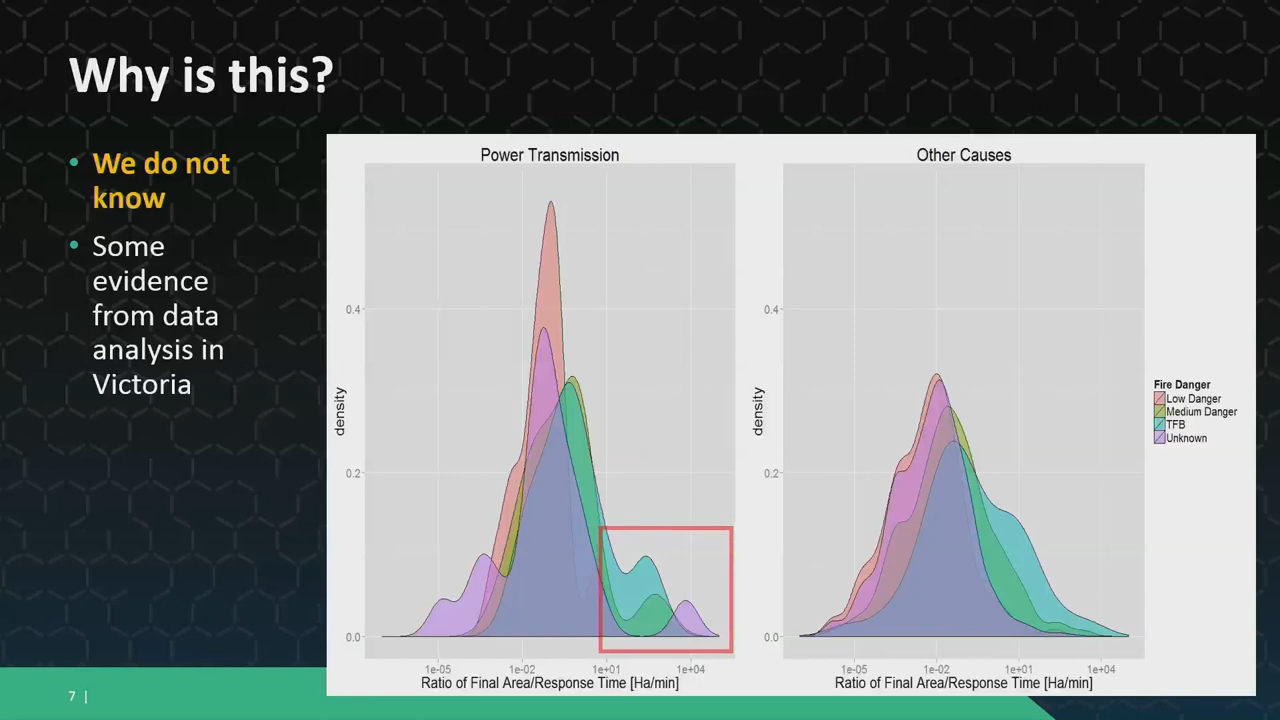 Why is this?
• We do not
know
• Some
evidence
from data
analysis in
Victoria
Power Transmission
0.4
density
0.2
0.0
1e-05 1e-02 1e+01 1e+04
Ratio of Final Area/Response Time [Ha/min]
Other Causes
0.4
density
0.2
0.0
1e-05 1e-02 1e+01 1e+04
Ratio of Final Area/Response Time [Ha/min]
Fire Danger
Low Danger
Medium Danger
TFB
Unknown
7 |